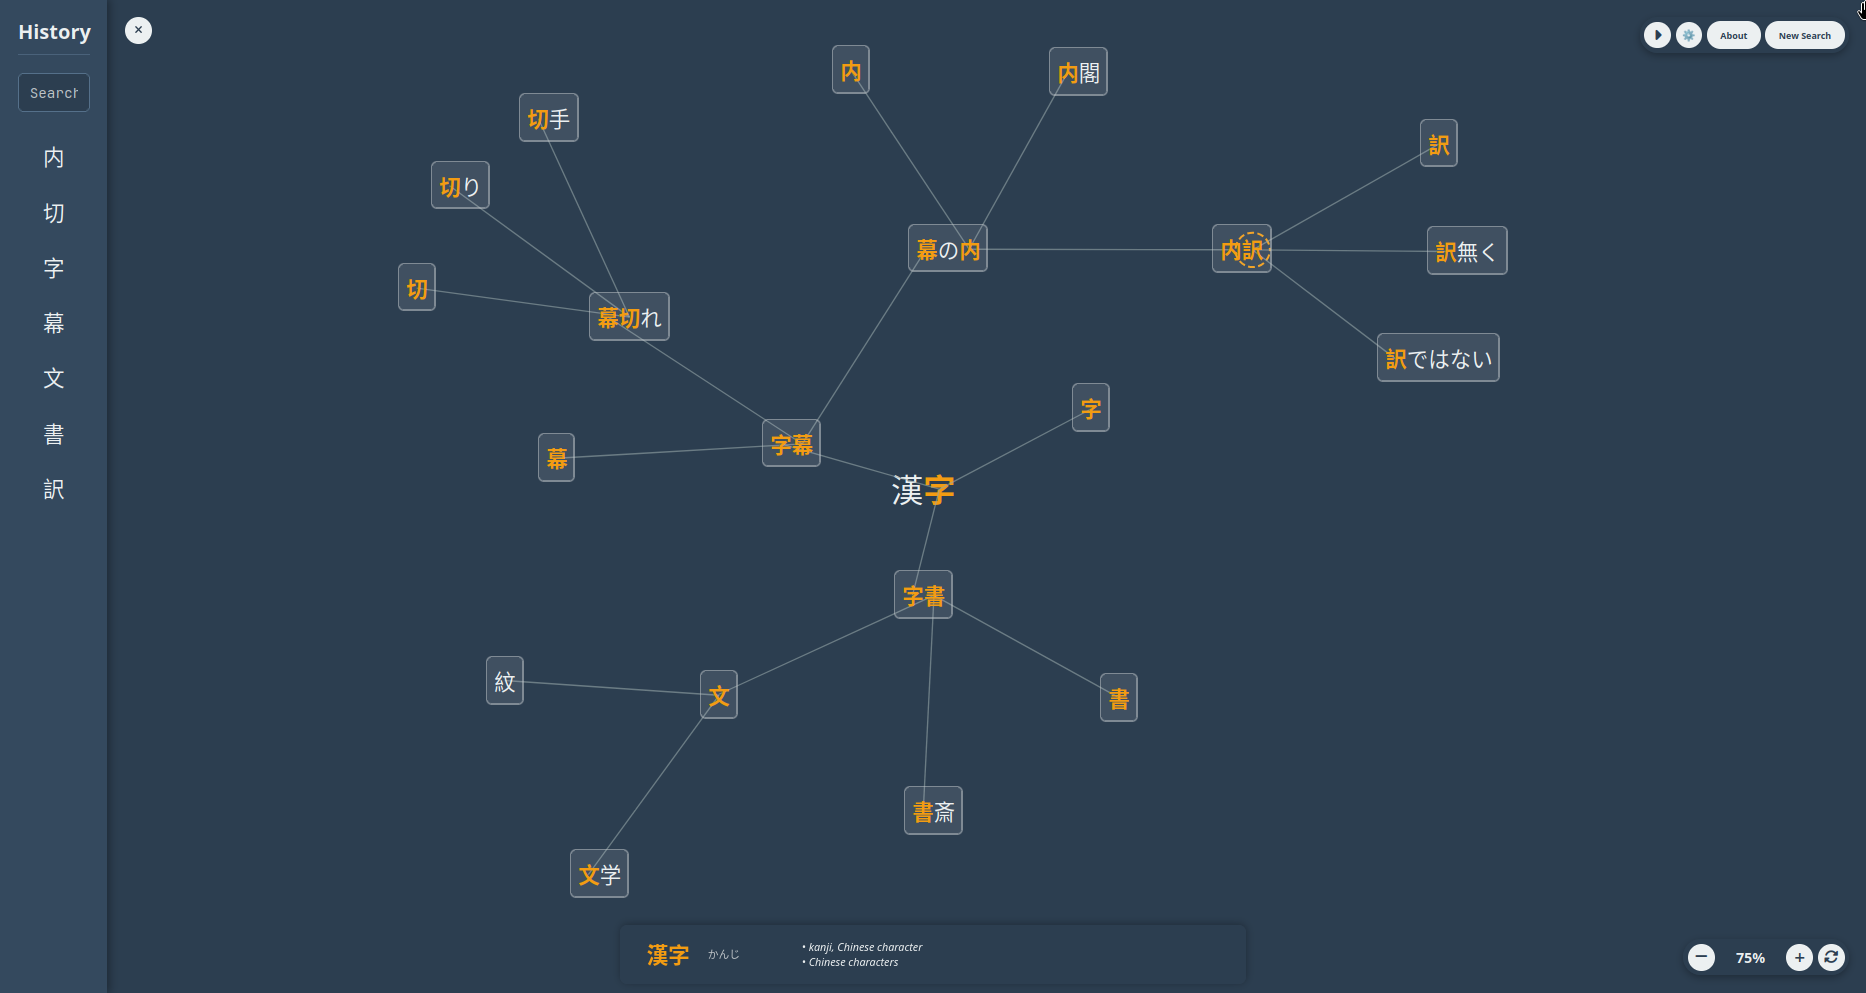 History
Search
内
切
字
幕
文
書
訳
×
About
New Search
内
内閣
切手
訳
切り
幕の内
内訳
訳無く
切
幕切れ
訳ではない
字
幕
字幕
漢字
字書
紋
文
書
書斎
文学
漢字 かんじ
• kanji, Chinese character
• Chinese characters
− 75% +